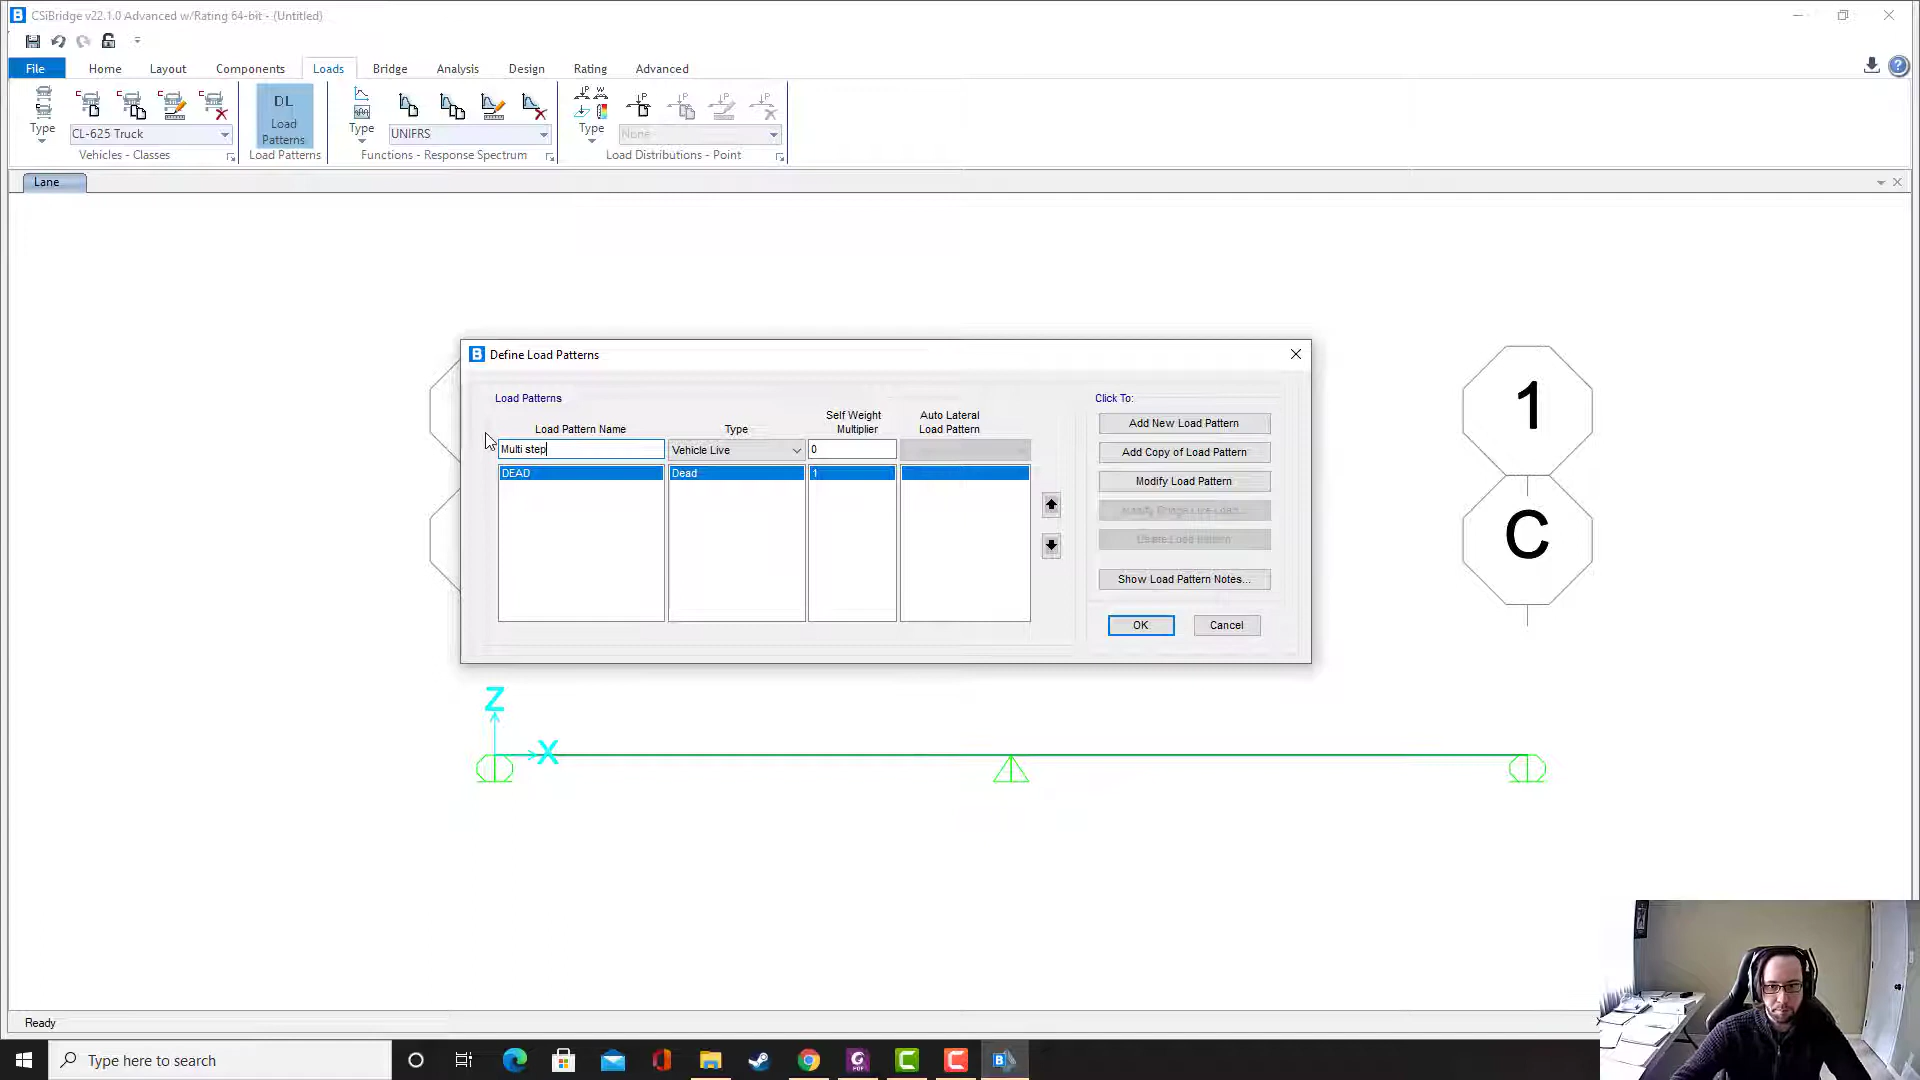 CSiBridge v22.1.0 Advanced w/Rating 64-bit - (Untitled)
File
Home
Layout
Components
Loads
Bridge
Analysis
Design
Rating
Advanced
Type
CL-625 Truck
Vehicles - Classes
DL
Load
Patterns
Load Patterns
Type
UNIFRS
Functions - Response Spectrum
Type
None
Load Distributions - Point
Lane
Define Load Patterns
Load Patterns
Load Pattern Name
Type
Self Weight
Multiplier
Auto Lateral
Load Pattern
Multi step
Vehicle Live
0
DEAD
Dead
1
Click To:
Add New Load Pattern
Add Copy of Load Pattern
Modify Load Pattern
Delete Load Pattern
Show Load Pattern Notes...
OK
Cancel
1
C
Z
X
Ready
Type here to search